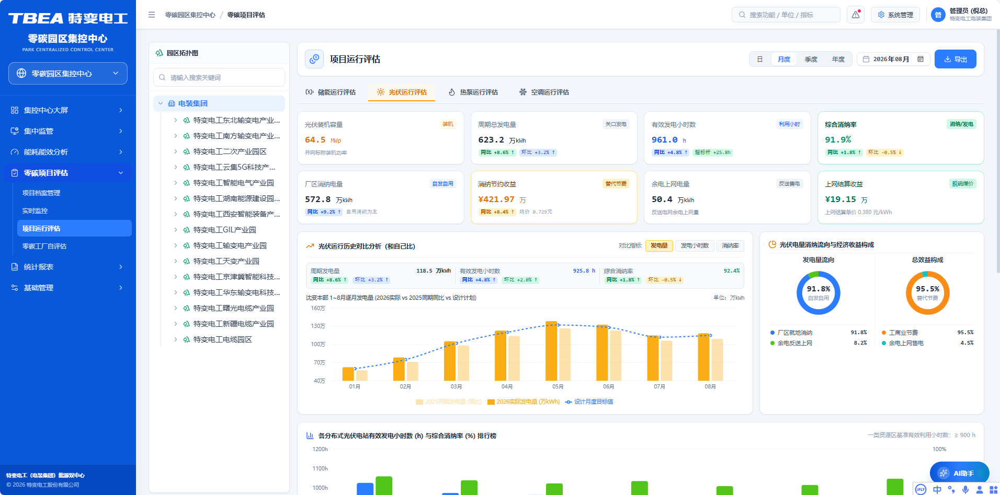 TBEA 特变电工
零碳园区集控中心
PARK CENTRALIZED CONTROL CENTER
零碳园区集控中心
集控中心大屏
集中监管
能耗能效分析
零碳项目评估
项目档案管理
实时监控
项目运行评估
零碳工厂自评估
统计报表
基础管理
特变电工（电装集团）能源双中心
© 2026 特变电工股份有限公司
零碳园区集控中心 / 零碳项目评估
搜索功能 / 单位 / 指标
系统管理
管
管理员 (倪总)
特变电工电装集团
园区拓扑图
请输入搜索关键词
电装集团
特变电工东北输变电产业...
特变电工南方输变电产业...
特变电工二次产业园区
特变电工云集5G科技产...
特变电工智能电气产业园
特变电工湖南能源建设园...
特变电工西安智能装备产...
特变电工GIL产业园
特变电工输变电产业园
特变电工天变产业园
特变电工京津冀智能科技...
特变电工华东输变电科技...
特变电工曙光电缆产业园
特变电工新疆电缆产业园
特变电工电缆园区
项目运行评估
日 月度 季度 年度
2026年08月
导出
储能运行评估 光伏运行评估 热泵运行评估 空调运行评估
光伏装机容量 装机
64.5 MWp
并网标称装机功率
周期总发电量 关口发电
623.2 万kWh
同比 +8.6% ↑ 环比 +3.2% ↑
有效发电小时数 利用小时
961.0 h
同比 +4.8% ↑ 超标杆 +25.8h
综合消纳率 消纳/发电
91.9%
同比 +1.8% ↑ 环比 -0.5% ↓
厂区消纳电量 自发自用
572.8 万kWh
同比 +9.2% ↑ 自用消纳为主
消纳节约收益 替代节费
¥421.97 万
同比 +8.4% ↑ 均价 0.729元
余电上网电量 反送售电
50.4 万kWh
反送电网余电上网量
上网结算收益 脱硫煤价
¥19.15 万
上网结算单价 0.380 元/kWh
光伏运行历史对比分析（和自己比）
对比指标: 发电量 发电小时数 消纳率
周期发电量 118.5 万kWh
同比 +8.6% ↑ 环比 +3.2% ↑
有效发电小时数 925.8 h
同比 +4.8% ↑ 环比 +2.0% ↑
综合消纳率 92.4%
同比 +1.8% ↑ 环比 -0.5% ↓
沈变本部 1~8月逐月发电量 (2026实际 vs 2025同期同比 vs 设计计划)
单位：万kWh
160万
130万
100万
70万
40万
01月 02月 03月 04月 05月 06月 07月 08月
2025同期发电量 (同比) 2026实际发电量 (万kWh) 设计月度目标值
光伏电量消纳流向与经济收益构成
发电量流向
91.8%
自发自用
厂区就地消纳 91.8%
余电反送上网 8.2%
总效益构成
95.5%
替代节费
工商业节费 95.5%
余电上网售电 4.5%
各分布式光伏电站有效发电小时数 (h) 与综合消纳率 (%) 排行榜
一类资源区基准有效利用小时数：≥ 900 h
1200h
1100h
1000h
100%
AI助手
iFLY 中